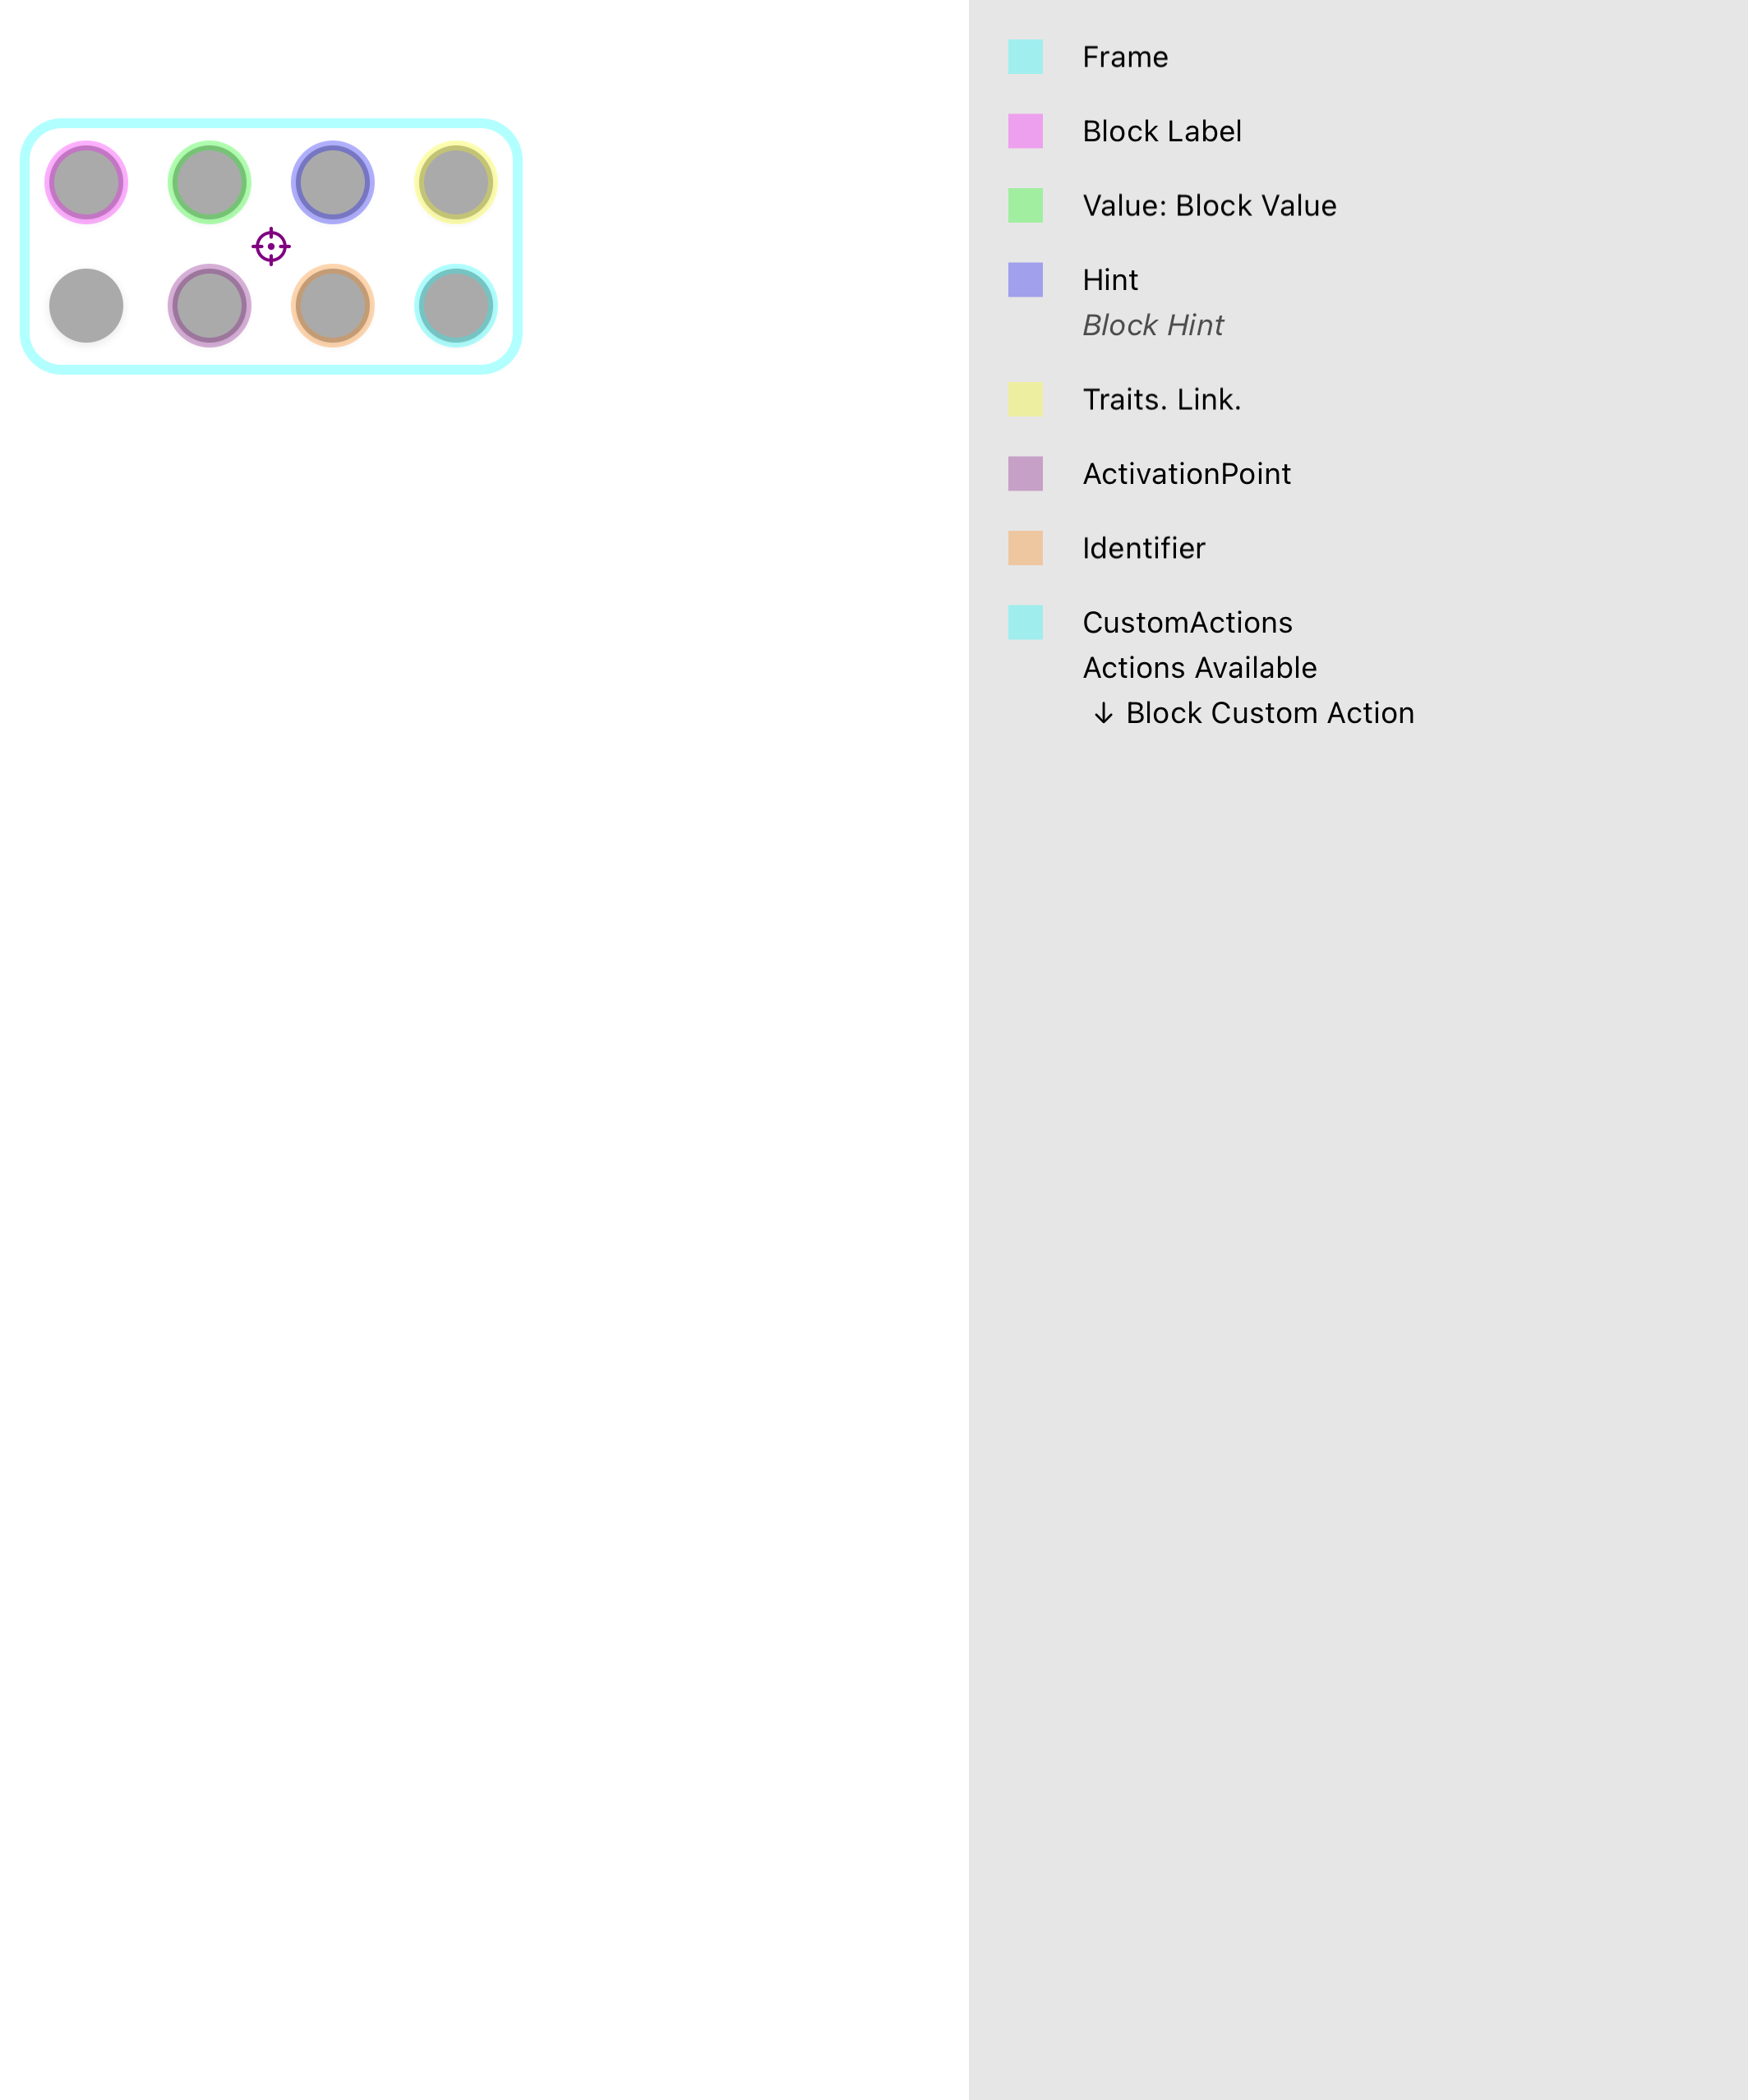 Frame
Block Label
Value: Block Value
Hint
Block Hint
Traits. Link.
ActivationPoint
Identifier
CustomActions
Actions Available
↓ Block Custom Action